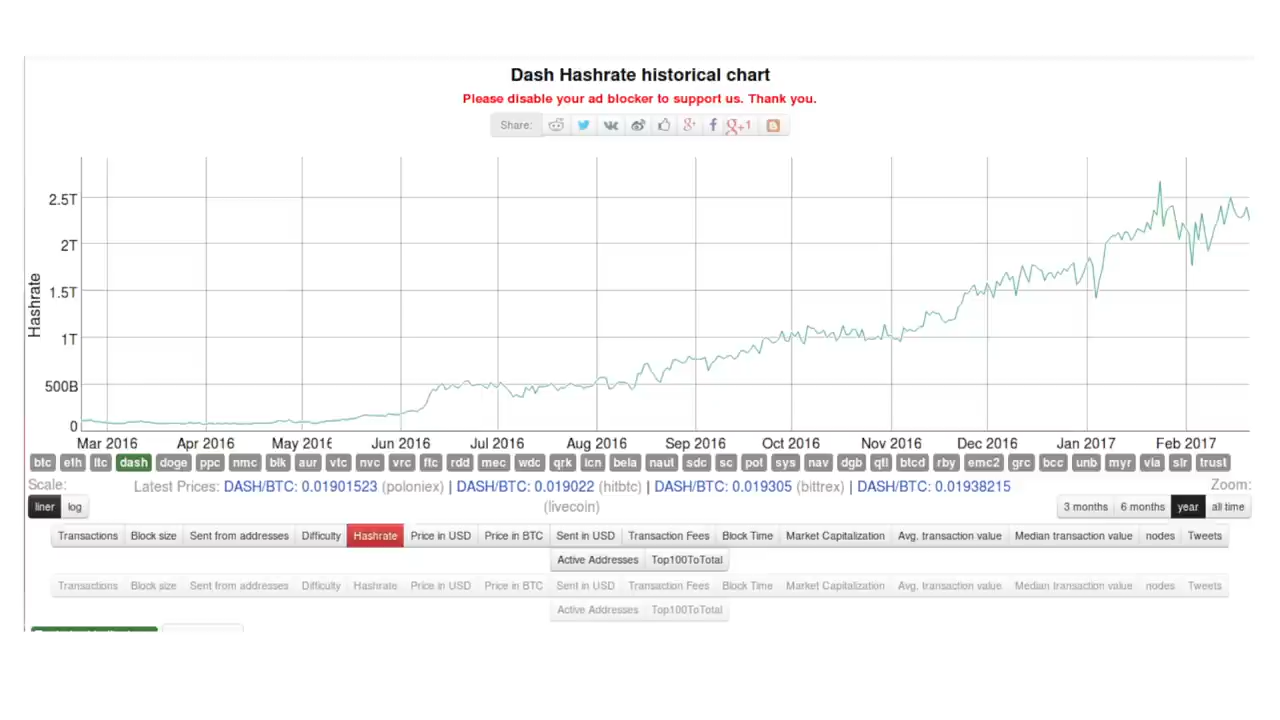 Dash Hashrate historical chart
Please disable your ad blocker to support us. Thank you.
Share: g+ f g+1
2.5T
2T
1.5T
1T
500B
0
Hashrate
Mar 2016 Apr 2016 May 2016 Jun 2016 Jul 2016 Aug 2016 Sep 2016 Oct 2016 Nov 2016 Dec 2016 Jan 2017 Feb 2017
btc eth ltc dash doge ppc nmc blk aur vtc nvc vrc ftc rdd mec wdc qrk icn bela naut sdc sc pot sys nav dgb qtl btcd rby emc2 grc bcc unb myr via slr trust
Scale:
liner log
Latest Prices: DASH/BTC: 0.01901523 (poloniex) | DASH/BTC: 0.019022 (hitbtc) | DASH/BTC: 0.019305 (bittrex) | DASH/BTC: 0.01938215
(livecoin)
Zoom:
3 months 6 months year all time
Transactions Block size Sent from addresses Difficulty Hashrate Price in USD Price in BTC Sent in USD Transaction Fees Block Time Market Capitalization Avg. transaction value Median transaction value nodes Tweets
Active Addresses Top100ToTotal
Transactions Block size Sent from addresses Difficulty Hashrate Price in USD Price in BTC Sent in USD Transaction Fees Block Time Market Capitalization Avg. transaction value Median transaction value nodes Tweets
Active Addresses Top100ToTotal